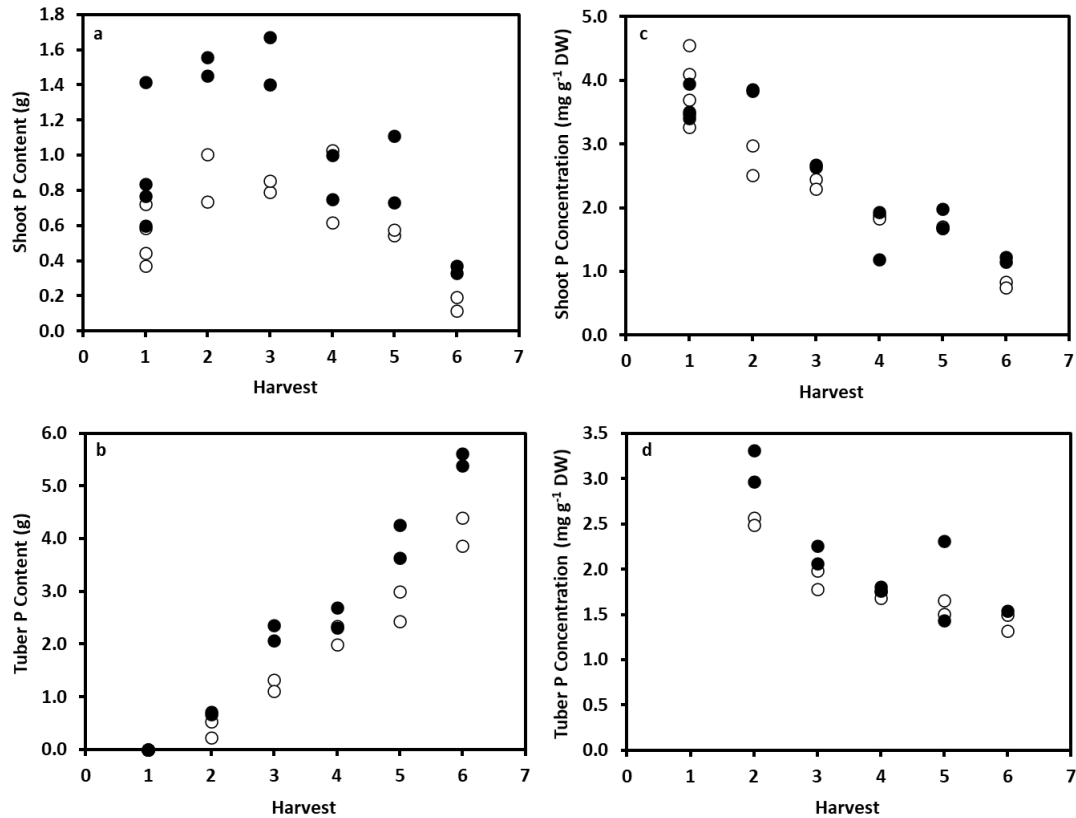 a
Shoot P Content (g)
1.8
1.6
1.4
1.2
1.0
0.8
0.6
0.4
0.2
0.0
0 1 2 3 4 5 6 7
Harvest
c
Shoot P Concentration (mg g-1 DW)
5.0
4.0
3.0
2.0
1.0
0.0
0 1 2 3 4 5 6 7
Harvest
b
Tuber P Content (g)
6.0
5.0
4.0
3.0
2.0
1.0
0.0
0 1 2 3 4 5 6 7
Harvest
d
Tuber P Concentration (mg g-1 DW)
3.5
3.0
2.5
2.0
1.5
1.0
0.5
0.0
0 1 2 3 4 5 6 7
Harvest